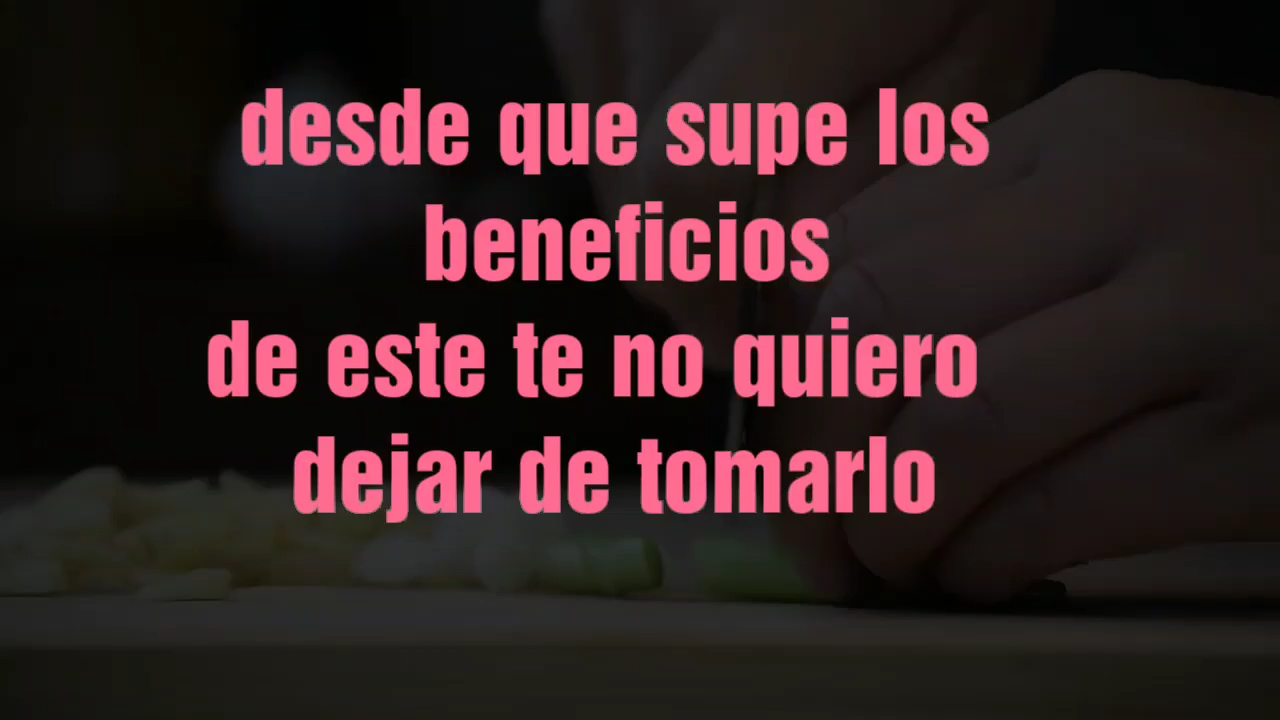 desde que supe los
beneficios
de este te no quiero
dejar de tomarlo